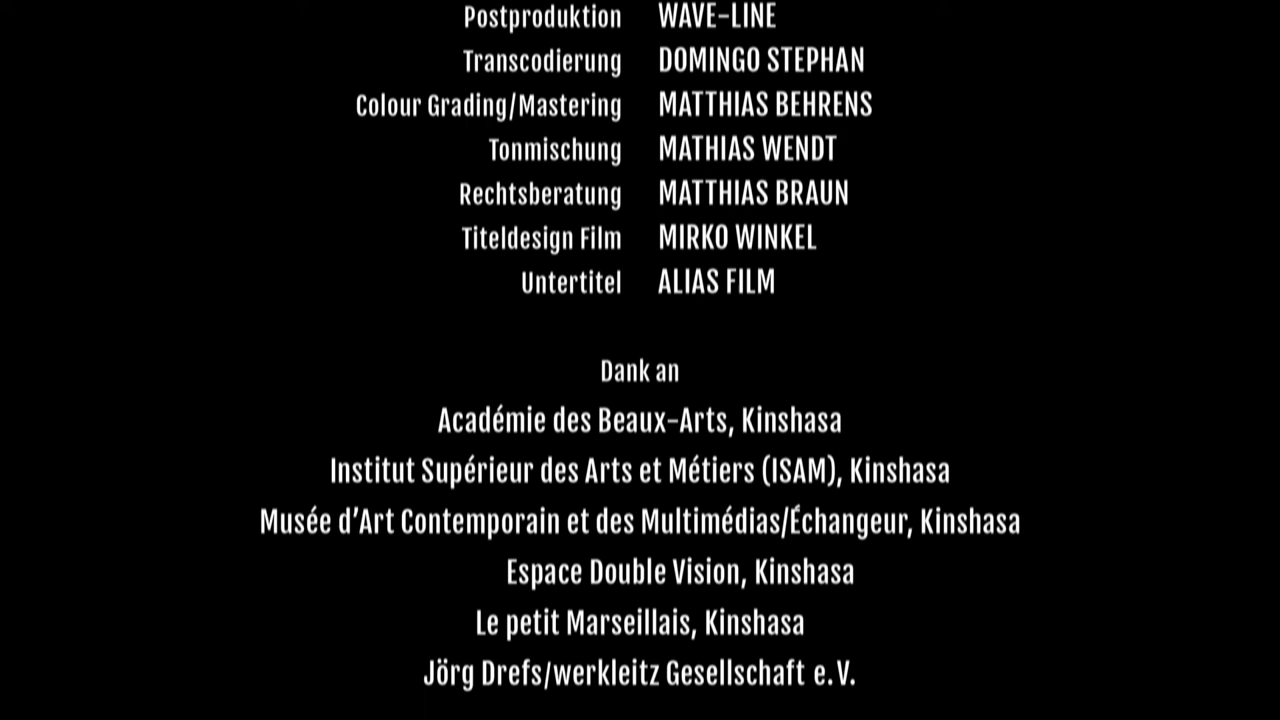 Postproduktion WAVE-LINE
Transcodierung DOMINGO STEPHAN
Colour Grading/Mastering MATTHIAS BEHRENS
Tonmischung MATHIAS WENDT
Rechtsberatung MATTHIAS BRAUN
Titeldesign Film MIRKO WINKEL
Untertitel ALIAS FILM
Dank an
Académie des Beaux-Arts, Kinshasa
Institut Supérieur des Arts et Métiers (ISAM), Kinshasa
Musée d’Art Contemporain et des Multimédias/Échangeur, Kinshasa
Espace Double Vision, Kinshasa
Le petit Marseillais, Kinshasa
Jörg Drefs/werkleitz Gesellschaft e.V.